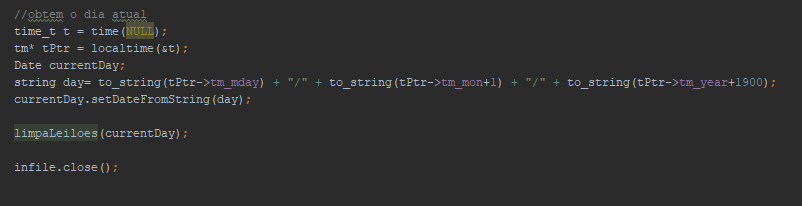 //obtem o dia atual
time_t t = time(NULL);
tm* tPtr = localtime(&t);
Date currentDay;
string day= to_string(tPtr->tm_mday) + "/" + to_string(tPtr->tm_mon+1) + "/" + to_string(tPtr->tm_year+1900);
currentDay.setDateFromString(day);
limpaLeiloes(currentDay);
infile.close();